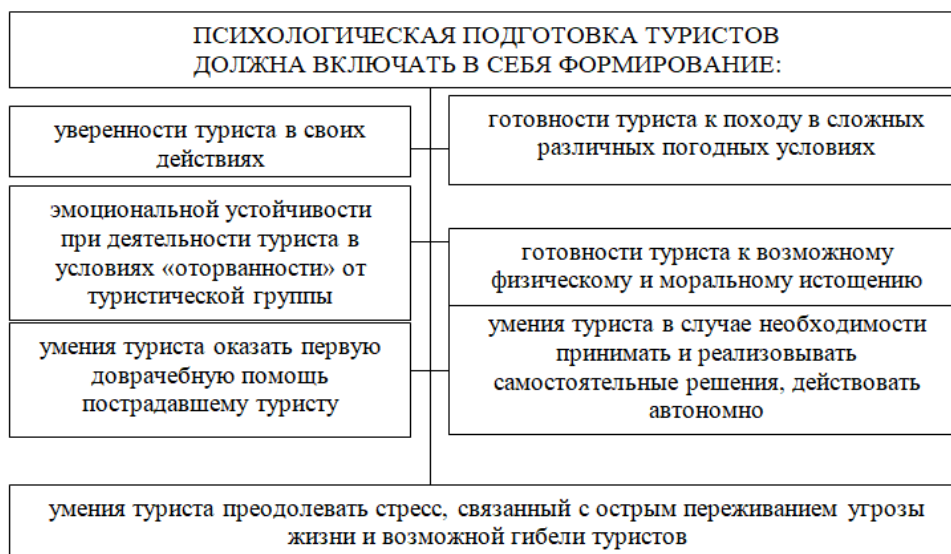 ПСИХОЛОГИЧЕСКАЯ ПОДГОТОВКА ТУРИСТОВ
ДОЛЖНА ВКЛЮЧАТЬ В СЕБЯ ФОРМИРОВАНИЕ:
уверенности туриста в своих
действиях
готовности туриста к походу в сложных
различных погодных условиях
эмоциональной устойчивости
при деятельности туриста в
условиях «оторванности» от
туристической группы
готовности туриста к возможному
физическому и моральному истощению
умения туриста оказать первую
доврачебную помощь
пострадавшему туристу
умения туриста в случае необходимости
принимать и реализовывать
самостоятельные решения, действовать
автономно
умения туриста преодолевать стресс, связанный с острым переживанием угрозы
жизни и возможной гибели туристов